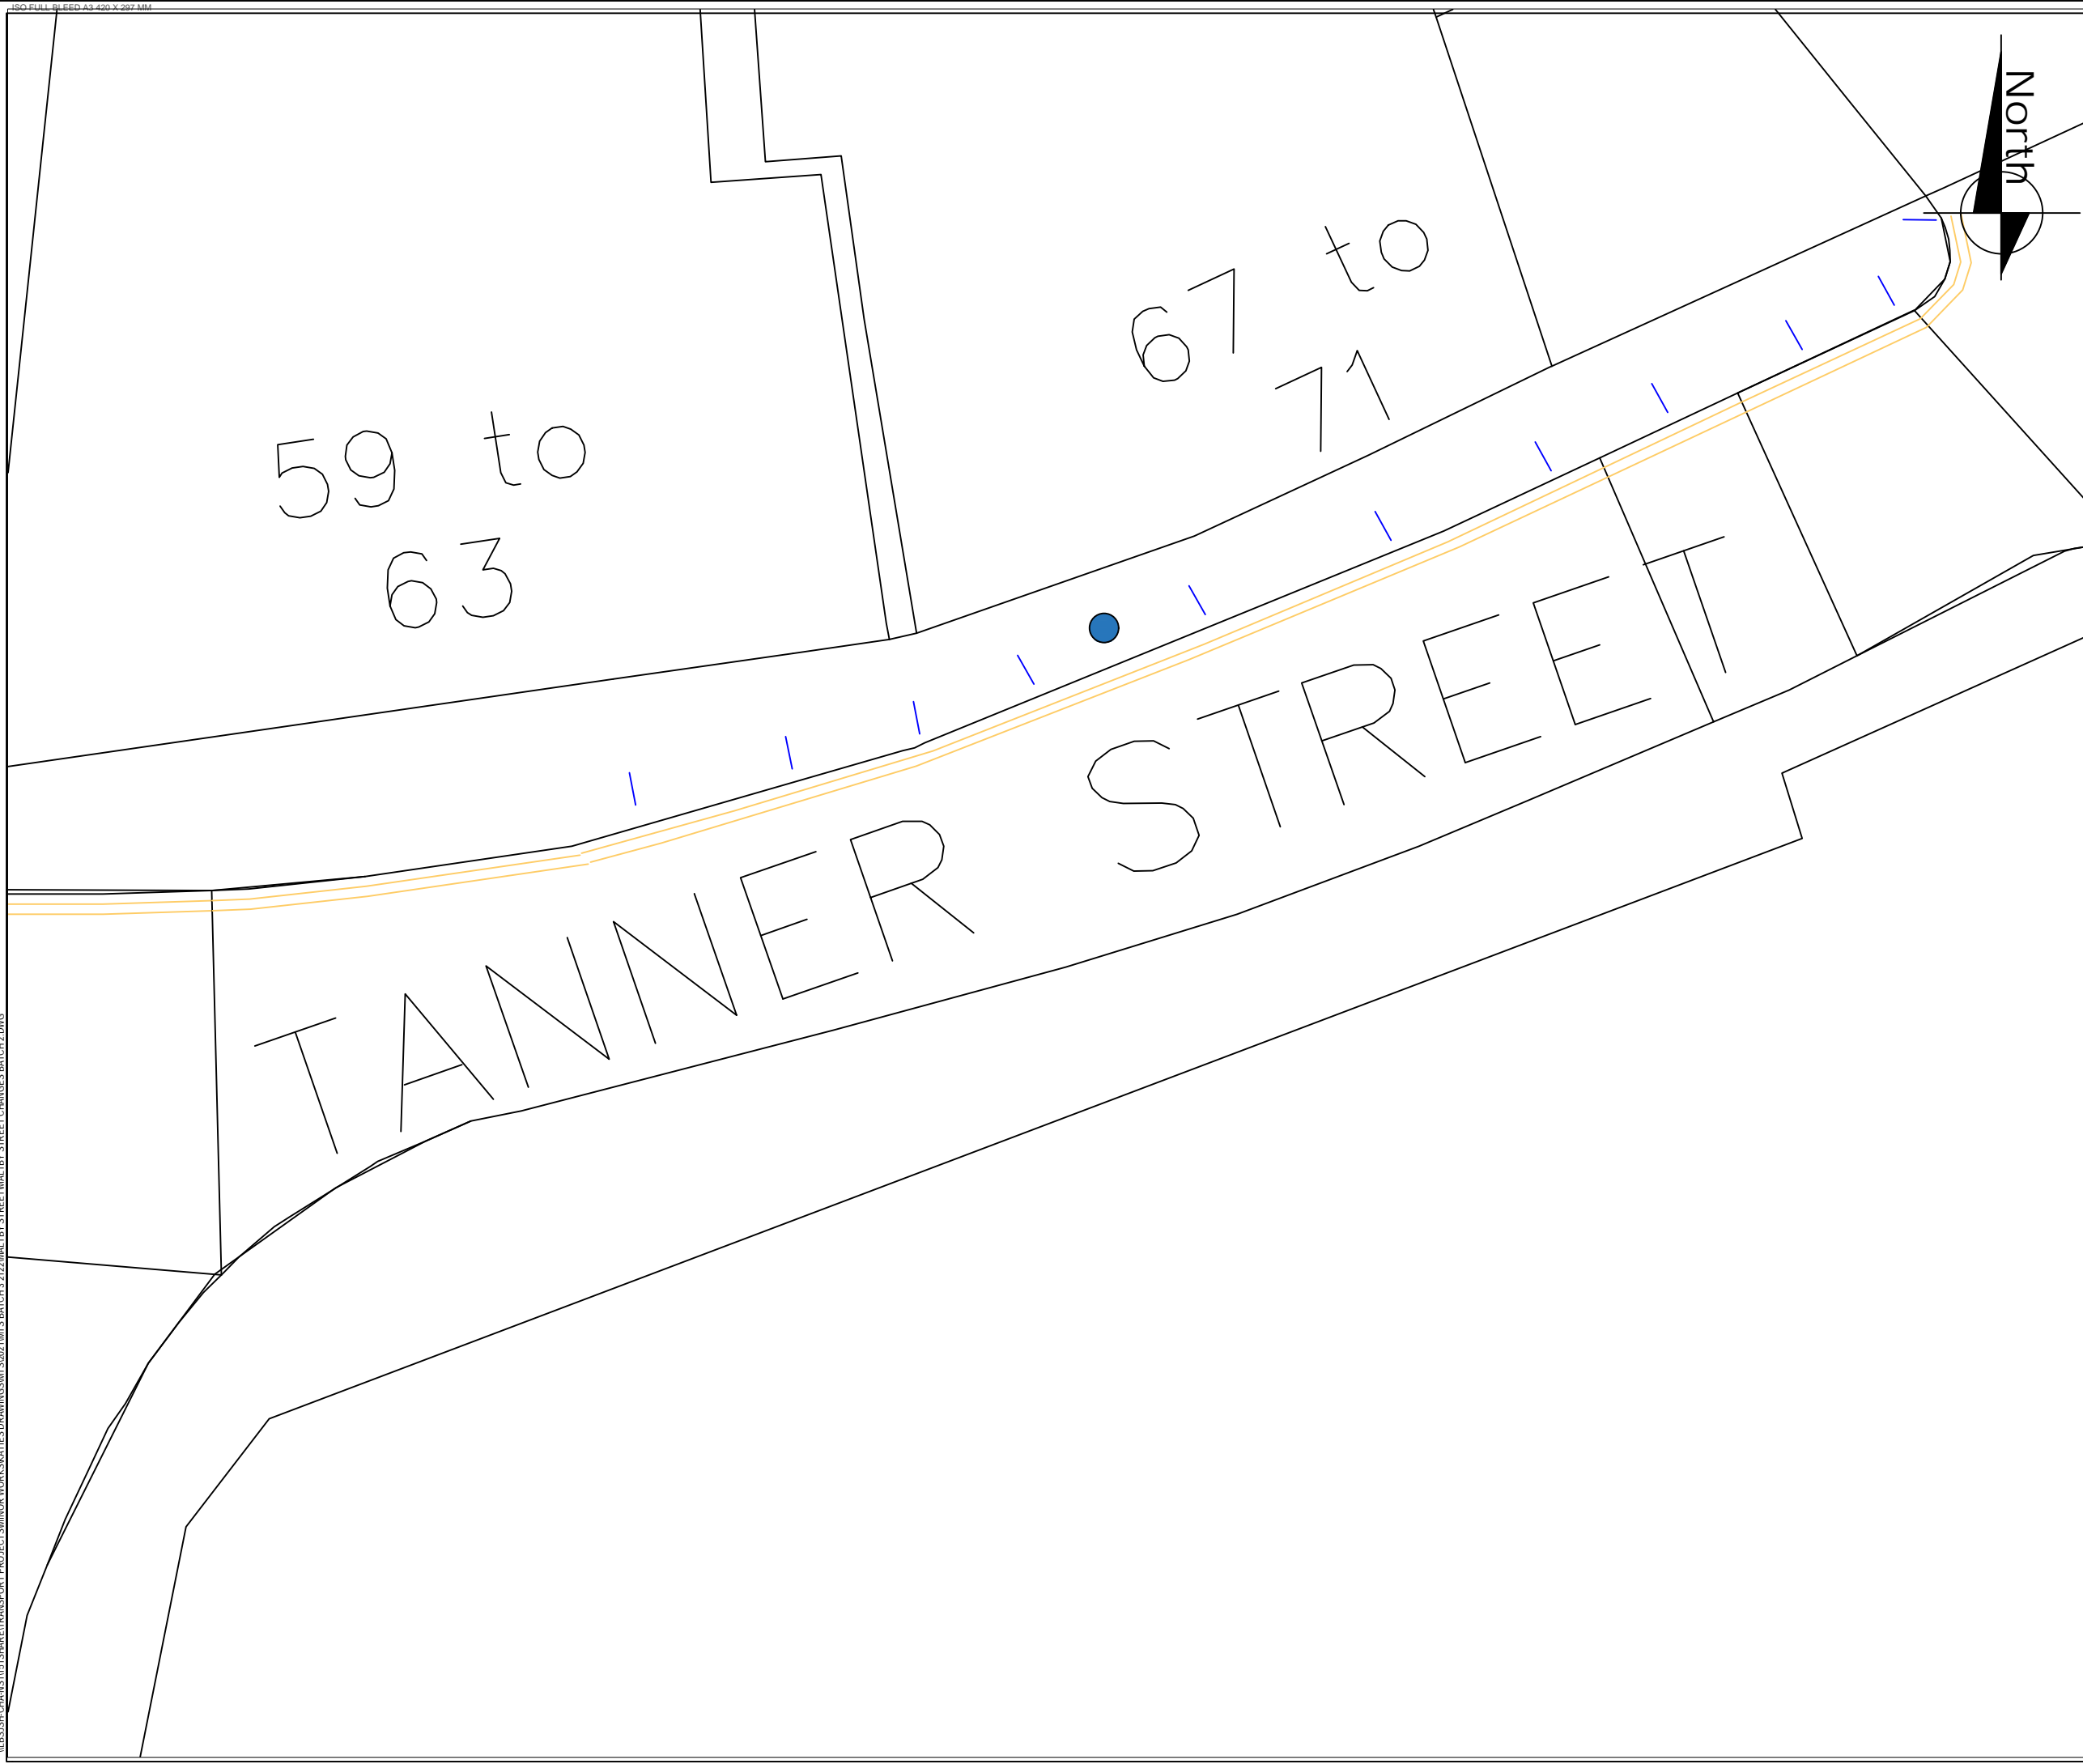 ISO FULL BLEED A3 420 X 297 MM
North
59 to
63
67 to
71
TANNER STREET